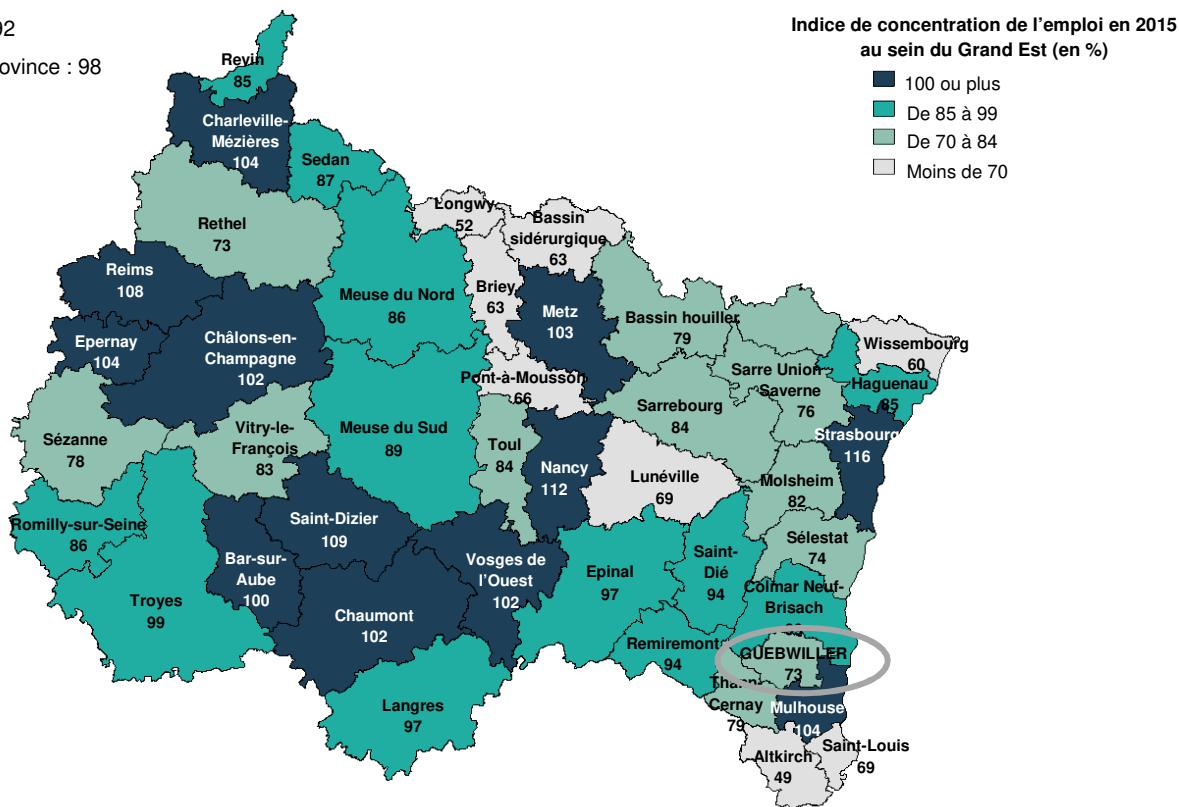 92
ovince : 98
Indice de concentration de l’emploi en 2015
au sein du Grand Est (en %)
100 ou plus
De 85 à 99
De 70 à 84
Moins de 70
Revin
85
Charleville-
Mézières
104
Sedan
87
Rethel
73
Longwy
52
Bassin
sidérurgique
63
Reims
108
Briey
63
Meuse du Nord
86
Metz
103
Bassin houiller
79
Epernay
104
Châlons-en-
Champagne
102
Wissembourg
60
Pont-à-Mousson
66
Sarre Union
Saverne
76
Haguenau
85
Sarrebourg
84
Sézanne
78
Vitry-le-
François
83
Meuse du Sud
89
Toul
84
Nancy
112
Lunéville
69
Strasbourg
116
Molsheim
82
Romilly-sur-Seine
86
Saint-Dizier
109
Sélestat
74
Bar-sur-
Aube
100
Vosges de
l’Ouest
102
Epinal
97
Saint-
Dié
94
Colmar Neuf-
Brisach
Troyes
99
Chaumont
102
Remiremont
94
GUEBWILLER
73
Thann-
Cernay
79
Langres
97
Mulhouse
104
Altkirch
49
Saint-Louis
69